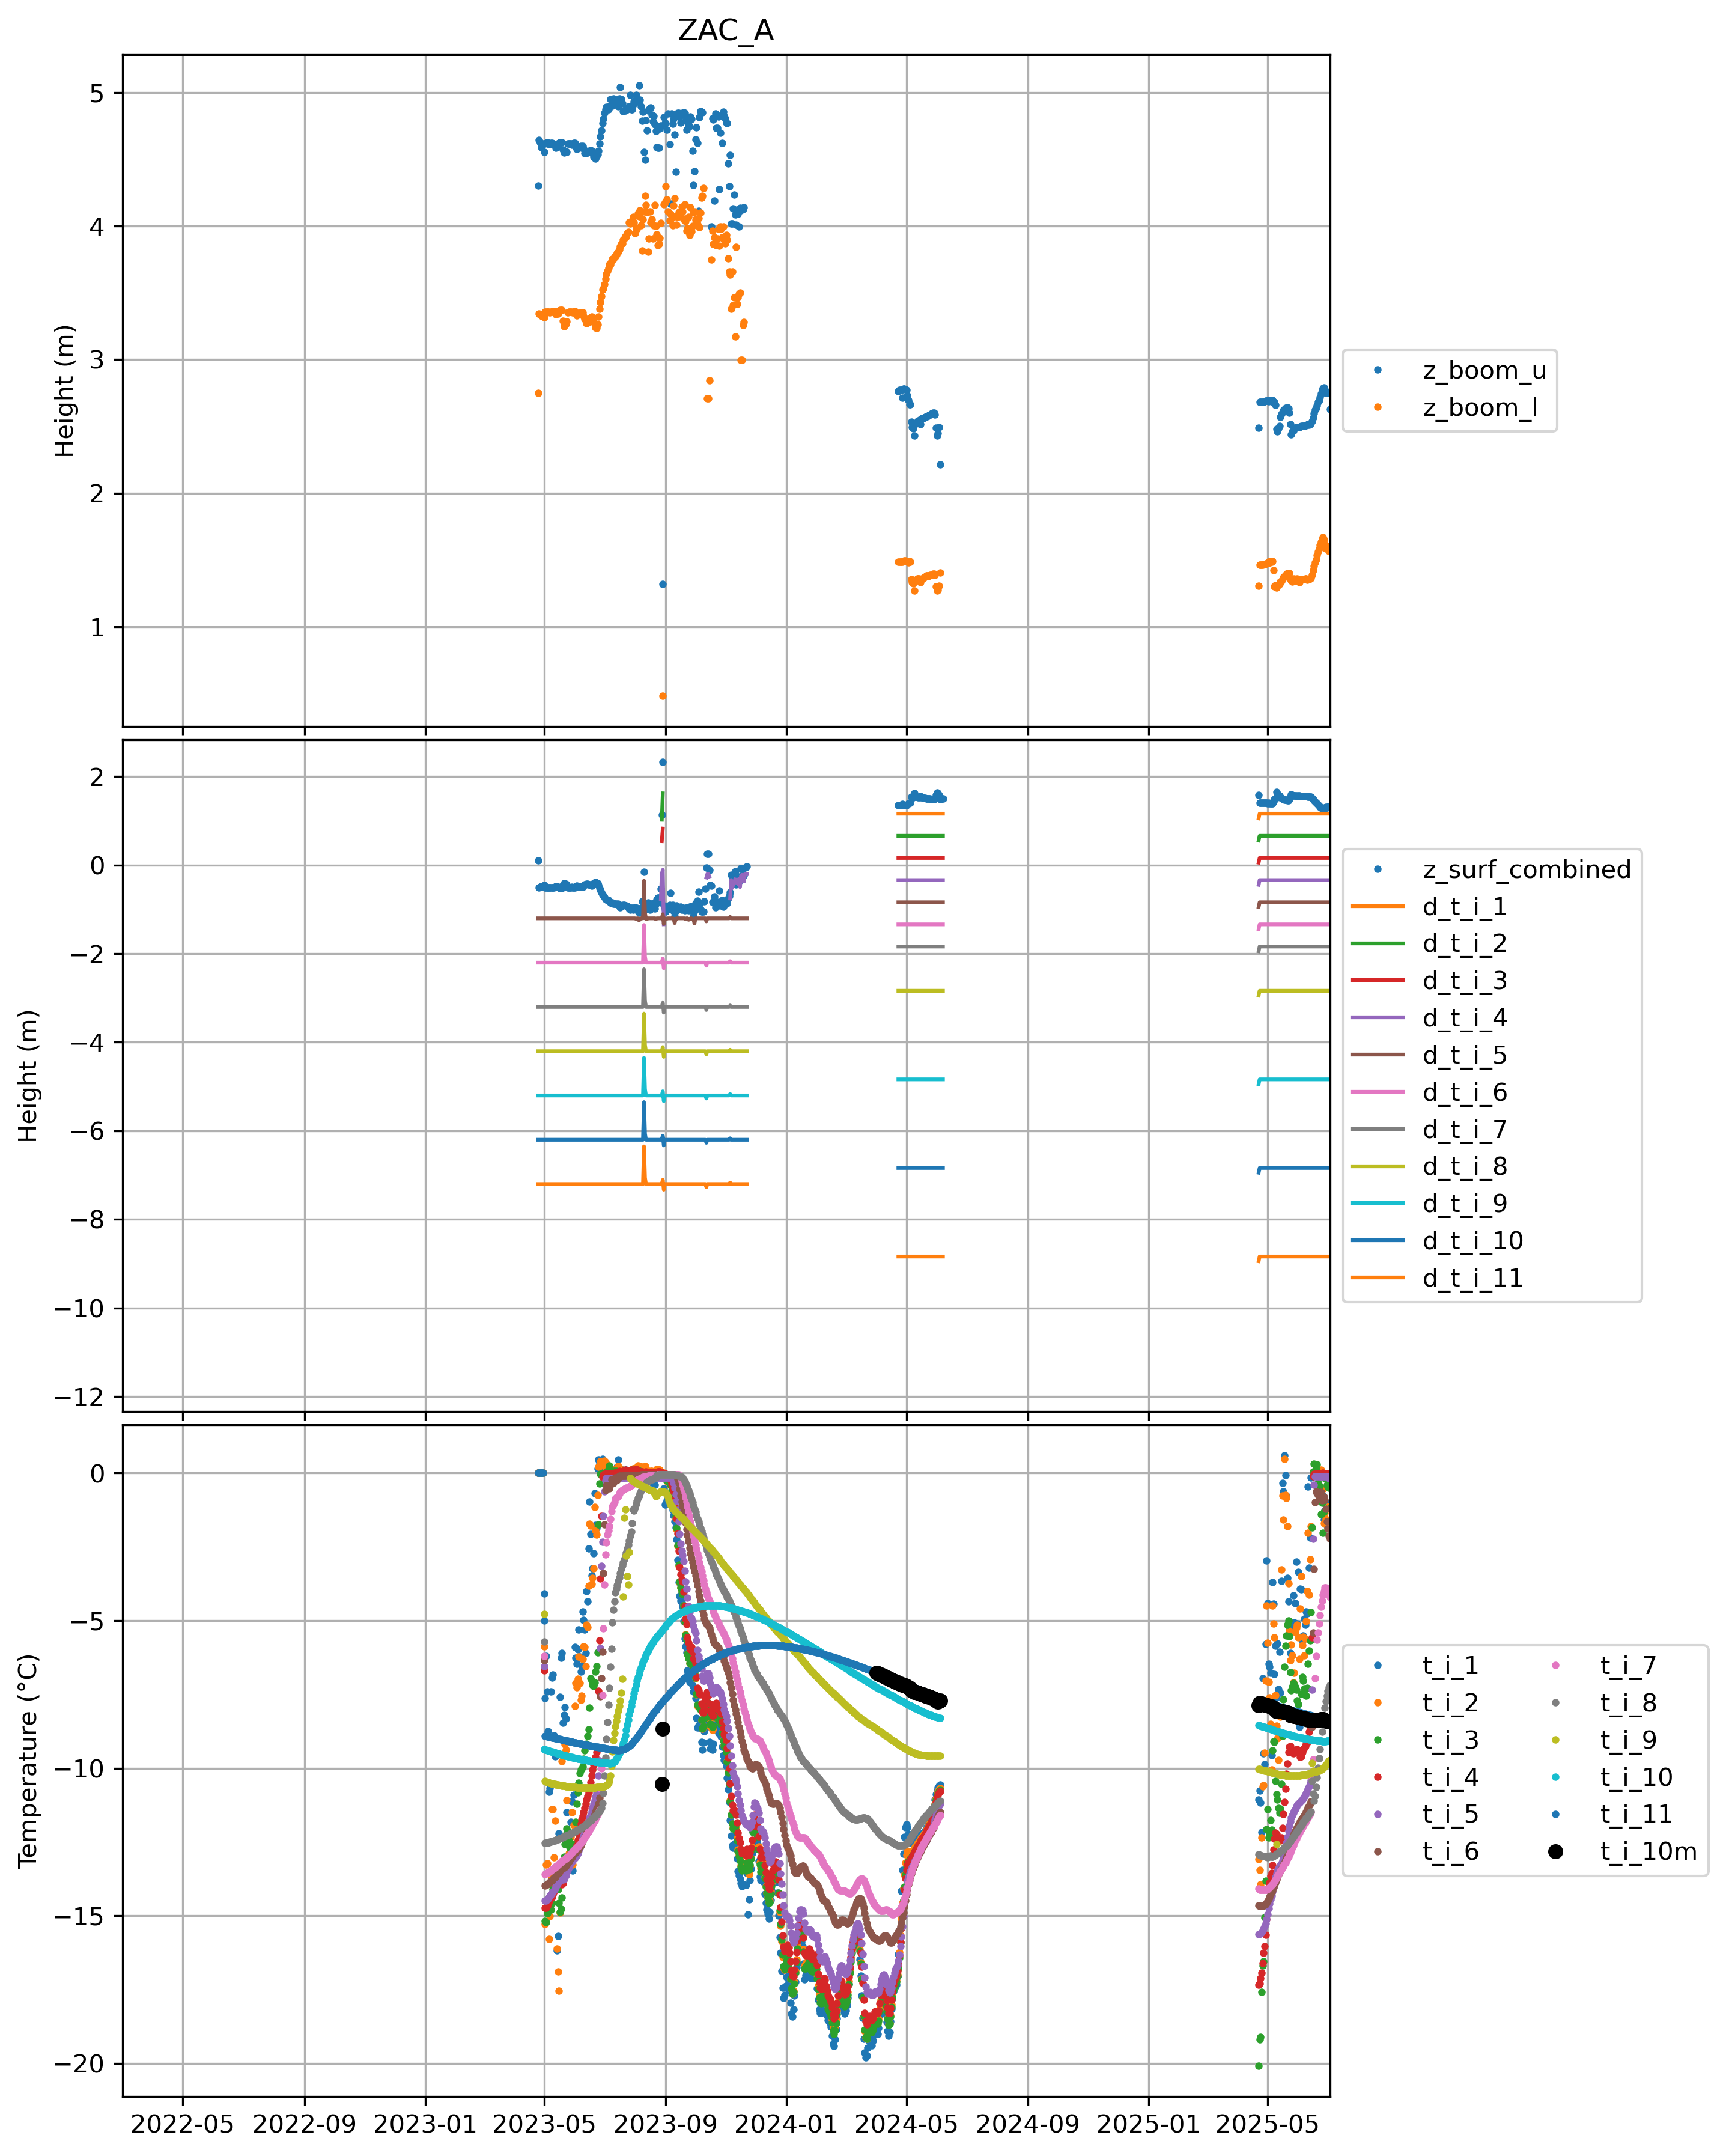 ZAC_A
5
4
3
2
1
Height (m)
z_boom_u
z_boom_l
2
0
−2
−4
−6
−8
−10
−12
Height (m)
z_surf_combined
d_t_i_1
d_t_i_2
d_t_i_3
d_t_i_4
d_t_i_5
d_t_i_6
d_t_i_7
d_t_i_8
d_t_i_9
d_t_i_10
d_t_i_11
0
−5
−10
−15
−20
Temperature (°C)
t_i_1
t_i_2
t_i_3
t_i_4
t_i_5
t_i_6
t_i_7
t_i_8
t_i_9
t_i_10
t_i_11
t_i_10m
2022-05 2022-09 2023-01 2023-05 2023-09 2024-01 2024-05 2024-09 2025-01 2025-05